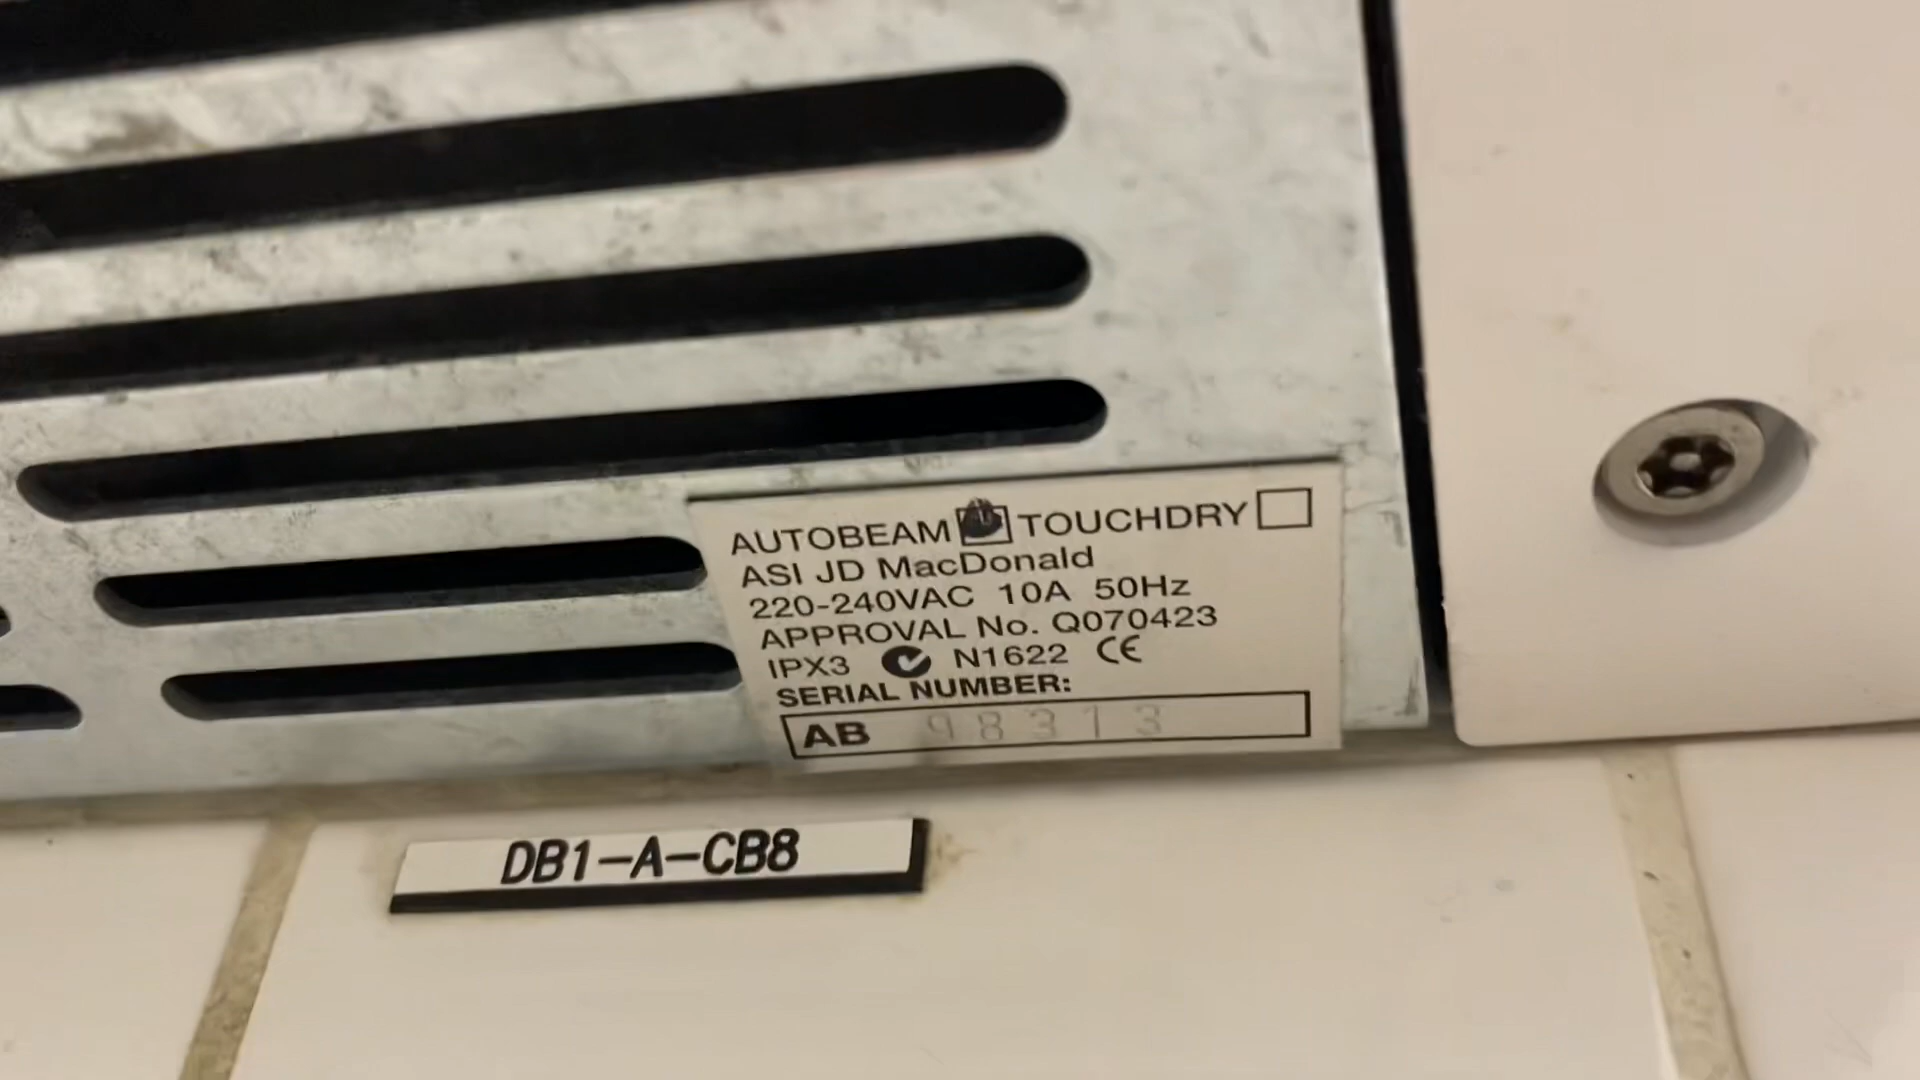 AUTOBEAM TOUCHDRY
ASI JD MacDonald
220-240VAC 10A 50Hz
APPROVAL No. Q070423
IPX3 N1622 CE
SERIAL NUMBER:
AB 98313
DB1-A-CB8